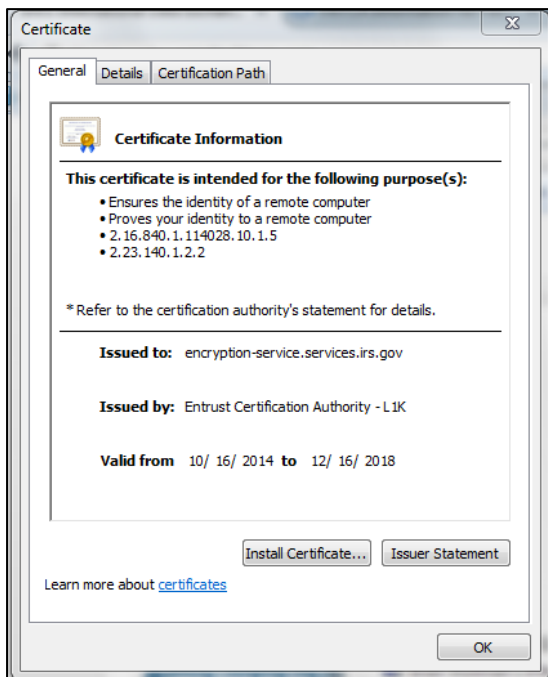 Certificate
General
Details
Certification Path
Certificate Information
This certificate is intended for the following purpose(s):
• Ensures the identity of a remote computer
• Proves your identity to a remote computer
• 2.16.840.1.114028.10.1.5
• 2.23.140.1.2.2
* Refer to the certification authority's statement for details.
Issued to: encryption-service.services.irs.gov
Issued by: Entrust Certification Authority - L1K
Valid from 10/ 16/ 2014 to 12/ 16/ 2018
Install Certificate...
Issuer Statement
Learn more about certificates
OK